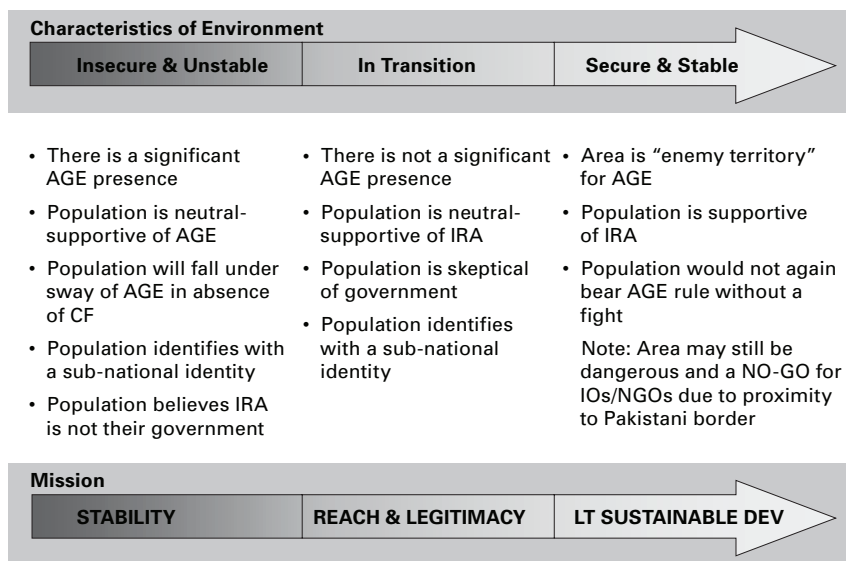 Characteristics of Environment
Insecure & Unstable
In Transition
Secure & Stable
• There is a significant
AGE presence
• Population is neutral-
supportive of AGE
• Population will fall under
sway of AGE in absence
of CF
• Population identifies with
a sub-national identity
• Population believes IRA
is not their government
• There is not a significant
AGE presence
• Population is neutral-
supportive of IRA
• Population is skeptical
of government
• Population identifies
with a sub-national
identity
• Area is “enemy territory”
for AGE
• Population is supportive
of IRA
• Population would not again
bear AGE rule without a
fight
Note: Area may still be
dangerous and a NO-GO for
IOs/NGOs due to proximity
to Pakistani border
Mission
STABILITY
REACH & LEGITIMACY
LT SUSTAINABLE DEV